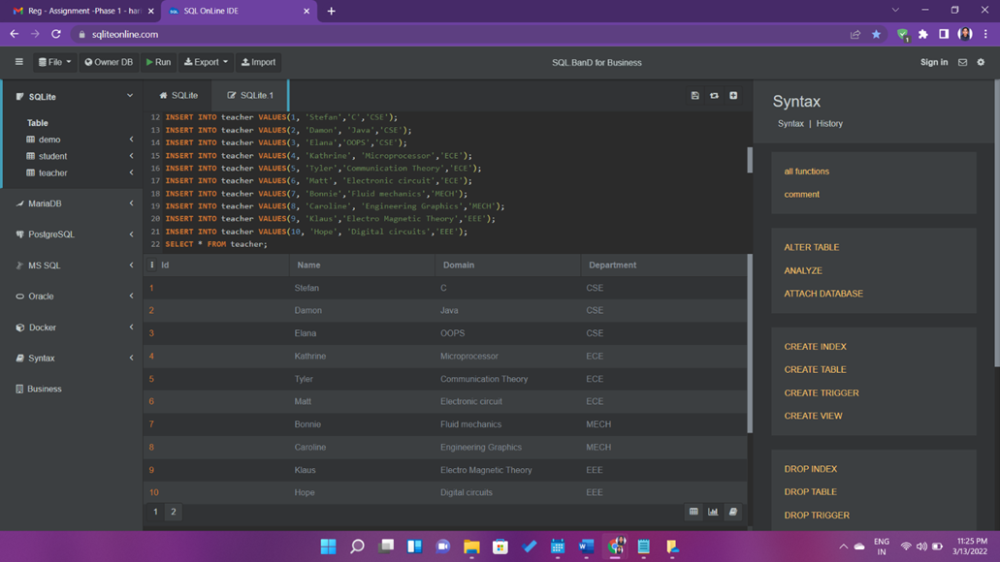 Reg - Assignment -Phase 1 - hari
SQL OnLine IDE
sqliteonline.com
File
Owner DB
Run
Export
Import
SQL BanD for Business
Sign in
SQLite
Table
demo
student
teacher
MariaDB
PostgreSQL
MS SQL
Oracle
Docker
Syntax
Business
SQLite
SQLite.1
12 INSERT INTO teacher VALUES(1, 'Stefan','C','CSE');
13 INSERT INTO teacher VALUES(2, 'Damon', 'Java','CSE');
14 INSERT INTO teacher VALUES(3, 'Elana','OOPS','CSE');
15 INSERT INTO teacher VALUES(4, 'Kathrine', 'Microprocessor','ECE');
16 INSERT INTO teacher VALUES(5, 'Tyler','Communication Theory','ECE');
17 INSERT INTO teacher VALUES(6, 'Matt', 'Electronic circuit','ECE');
18 INSERT INTO teacher VALUES(7, 'Bonnie','Fluid mechanics','MECH');
19 INSERT INTO teacher VALUES(8, 'Caroline', 'Engineering Graphics','MECH');
20 INSERT INTO teacher VALUES(9, 'Klaus','Electro Magnetic Theory','EEE');
21 INSERT INTO teacher VALUES(10, 'Hope', 'Digital circuits','EEE');
22 SELECT * FROM teacher;
Id Name Domain Department
1 Stefan C CSE
2 Damon Java CSE
3 Elana OOPS CSE
4 Kathrine Microprocessor ECE
5 Tyler Communication Theory ECE
6 Matt Electronic circuit ECE
7 Bonnie Fluid mechanics MECH
8 Caroline Engineering Graphics MECH
9 Klaus Electro Magnetic Theory EEE
10 Hope Digital circuits EEE
1 2
Syntax
Syntax | History
all functions
comment
ALTER TABLE
ANALYZE
ATTACH DATABASE
CREATE INDEX
CREATE TABLE
CREATE TRIGGER
CREATE VIEW
DROP INDEX
DROP TABLE
DROP TRIGGER
ENG
IN
11:25 PM
3/13/2022